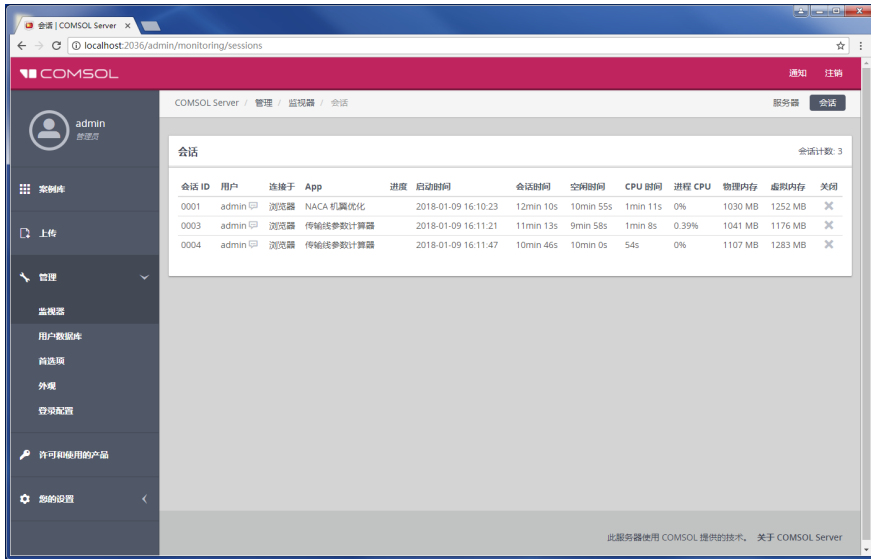 会话 | COMSOL Server
localhost:2036/admin/monitoring/sessions
COMSOL 通知 注销
admin
管理员
COMSOL Server / 管理 / 监视器 / 会话 服务器 会话
案例库
上传
管理
监视器
用户数据库
首选项
外观
登录配置
许可和使用的产品
您的设置
会话 会话计数: 3
会话 ID 用户 连接于 App 进度 启动时间 会话时间 空闲时间 CPU 时间 进程 CPU 物理内存 虚拟内存 关闭
0001 admin 浏览器 NACA 机翼优化 2018-01-09 16:10:23 12min 10s 10min 55s 1min 11s 0% 1030 MB 1252 MB
0003 admin 浏览器 传输线参数计算器 2018-01-09 16:11:21 11min 13s 9min 58s 1min 8s 0.39% 1041 MB 1176 MB
0004 admin 浏览器 传输线参数计算器 2018-01-09 16:11:47 10min 46s 10min 0s 54s 0% 1107 MB 1283 MB
此服务器使用 COMSOL 提供的技术。 关于 COMSOL Server